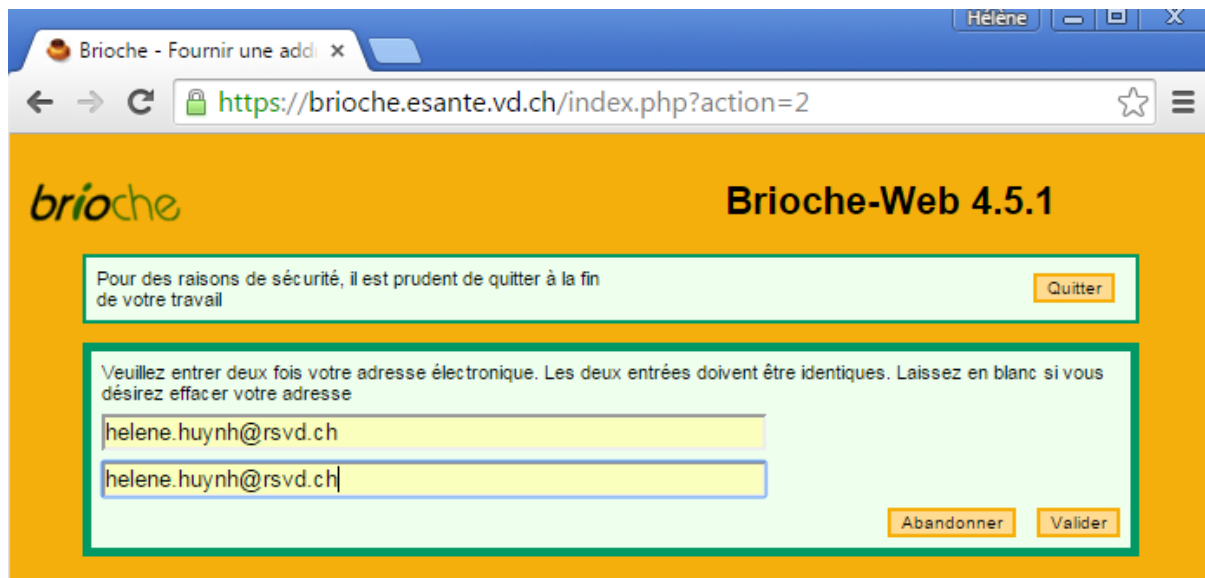 Hélène
Brioche - Fournir une add
https://brioche.esante.vd.ch/index.php?action=2
brioche
Brioche-Web 4.5.1
Pour des raisons de sécurité, il est prudent de quitter à la fin
de votre travail
Quitter
Veuillez entrer deux fois votre adresse électronique. Les deux entrées doivent être identiques. Laissez en blanc si vous
désirez effacer votre adresse
helene.huynh@rsvd.ch
helene.huynh@rsvd.ch
Abandonner
Valider